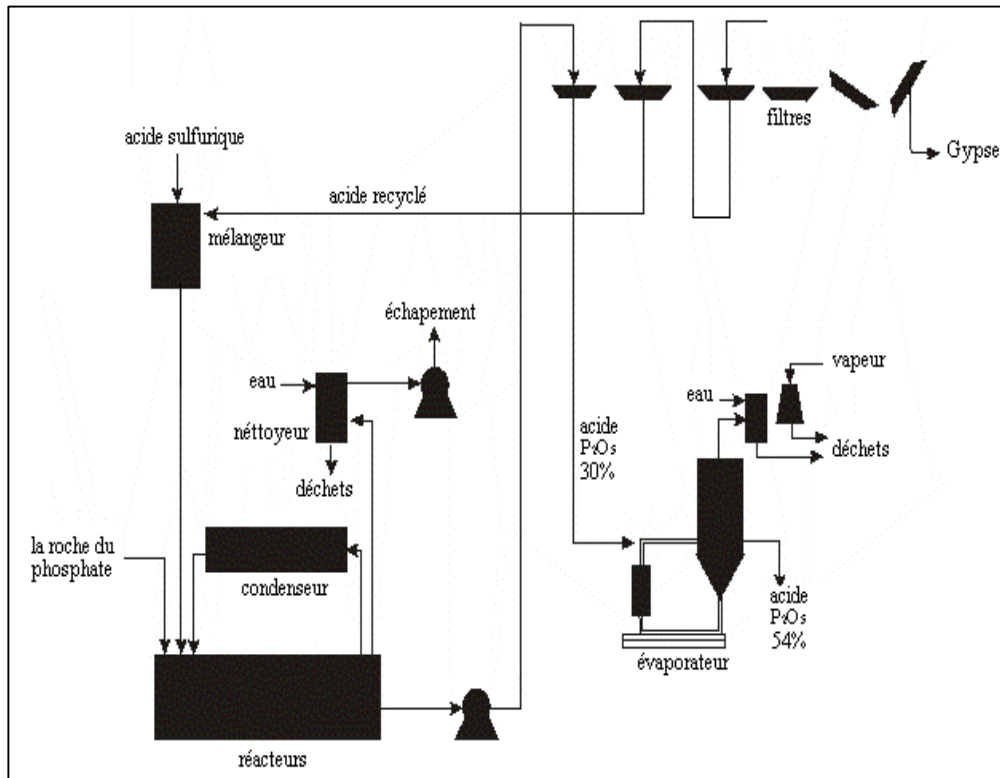 acide sulfurique
filtres
Gypse
acide recyclé
mélangeur
échapement
vapeur
eau
eau
néttoyeur
acide
P₂O₅
30%
déchets
déchets
la roche du
phosphate
condenseur
acide
P₂O₅
54%
évaporateur
réacteurs